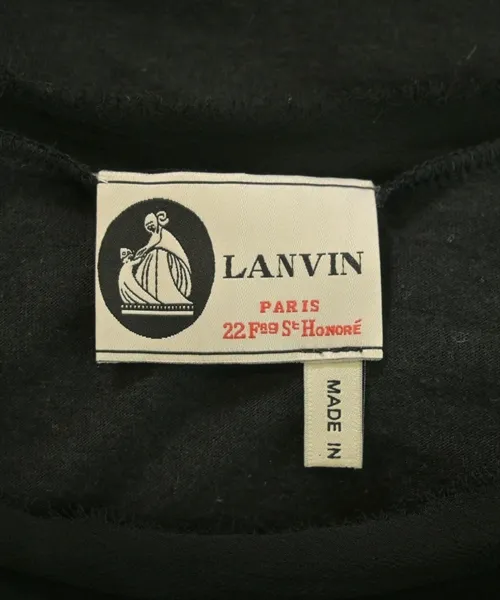 LANVIN
PARIS
22 Fbg St Honoré
MADE IN